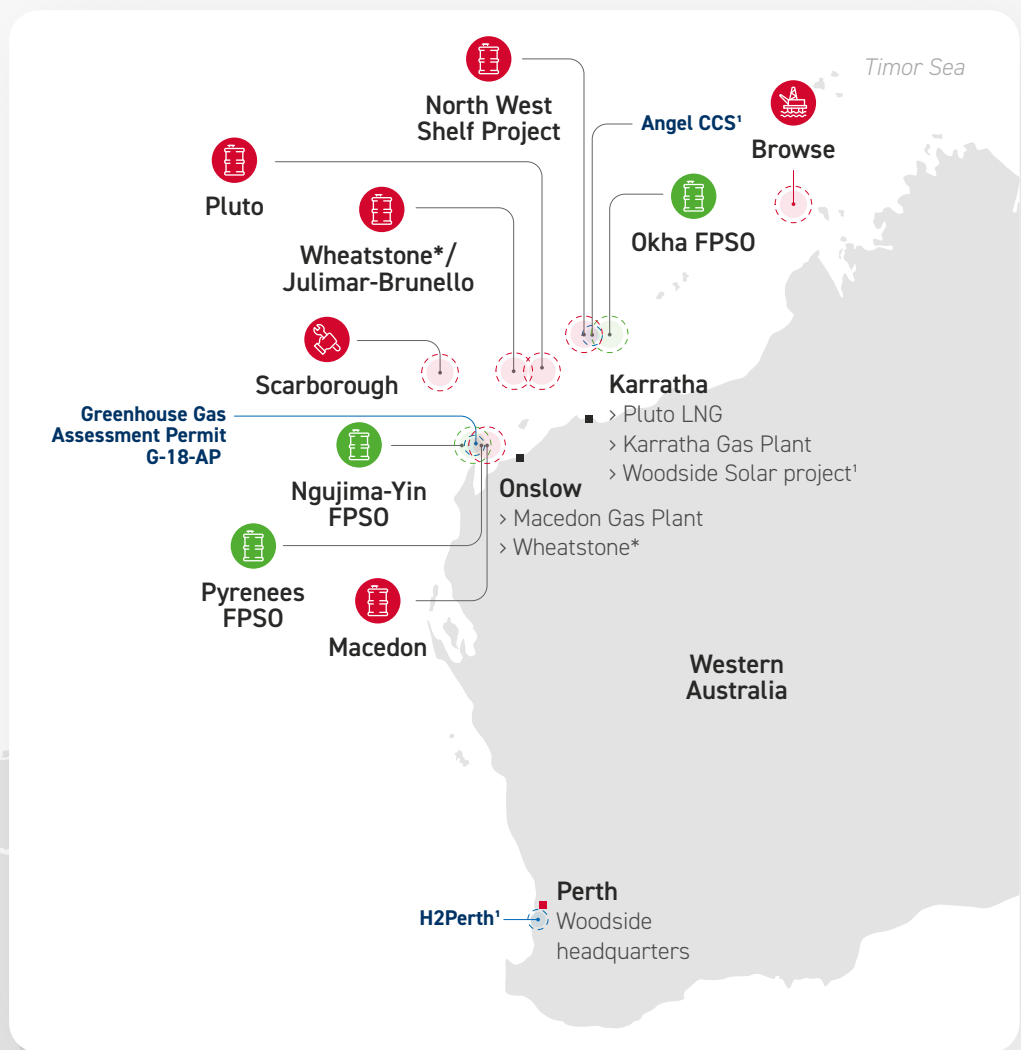 Timor Sea
North West
Shelf Project
Angel CCS¹
Browse
Pluto
Okha FPSO
Wheatstone*/
Julimar-Brunello
Scarborough
Karratha
> Pluto LNG
> Karratha Gas Plant
> Woodside Solar project¹
Greenhouse Gas
Assessment Permit
G-18-AP
Ngujima-Yin
FPSO
Onslow
> Macedon Gas Plant
> Wheatstone*
Pyrenees
FPSO
Macedon
Western
Australia
Perth
Woodside
headquarters
H2Perth¹